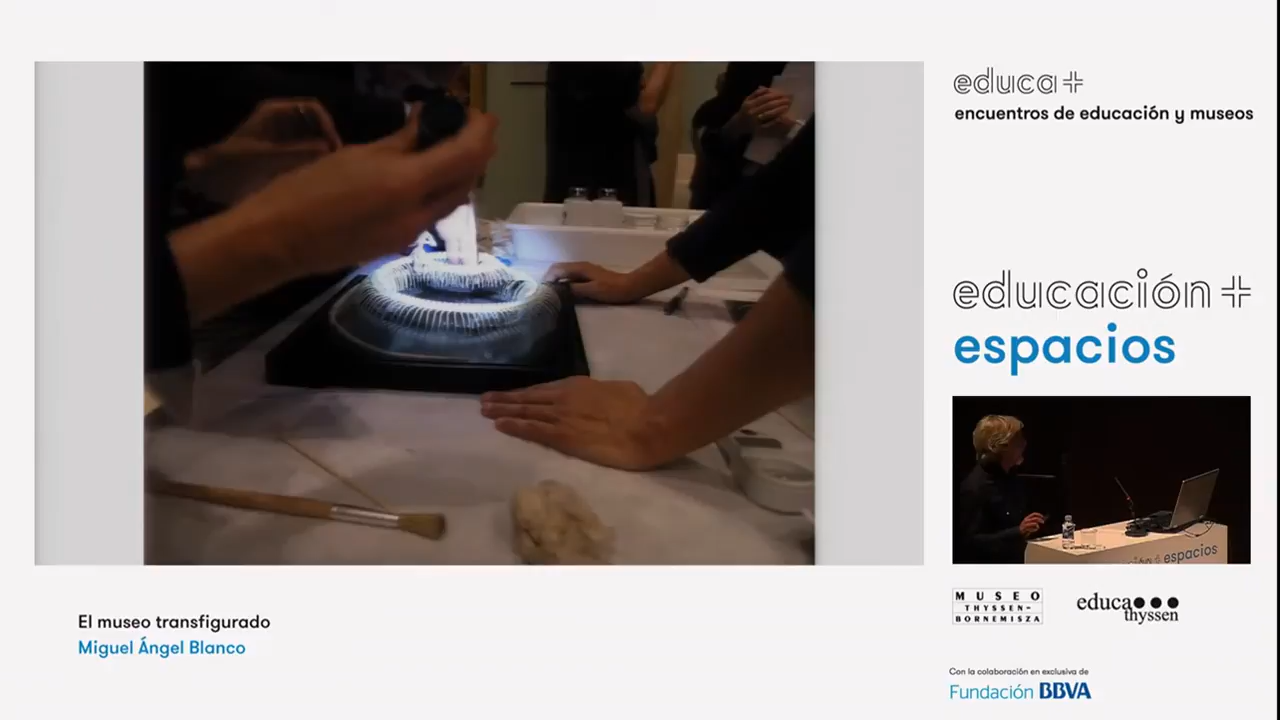 educa+
encuentros de educación y museos
educación+
espacios
espacios
El museo transfigurado
Miguel Ángel Blanco
MUSEO
THYSSEN-
BORNEMISZA
educa
thyssen
Con la colaboración en exclusiva de
Fundación BBVA